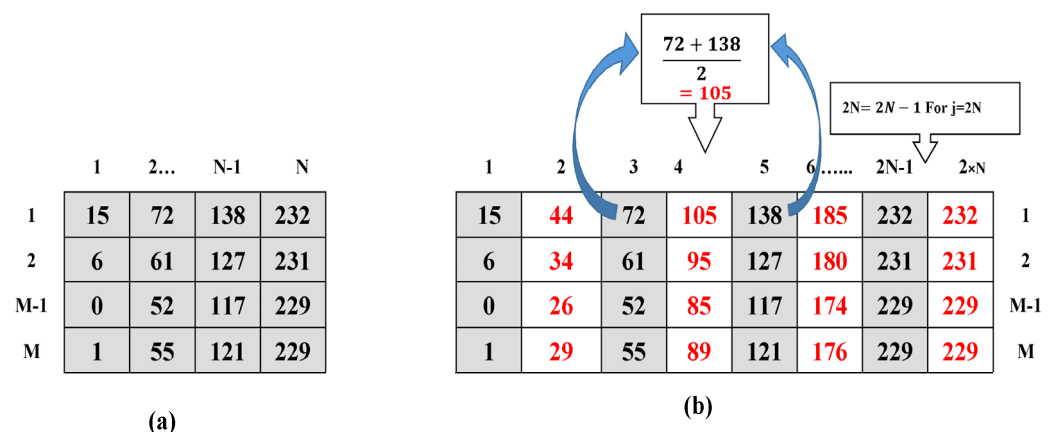 72 + 138
2
= 105
2N= 2N − 1 For j=2N
1 2... N-1 N
1 15 72 138 232
2 6 61 127 231
M-1 0 52 117 229
M 1 55 121 229
(a)
1 2 3 4 5 6 ...... 2N-1 2×N
15 44 72 105 138 185 232 232 1
6 34 61 95 127 180 231 231 2
0 26 52 85 117 174 229 229 M-1
1 29 55 89 121 176 229 229 M
(b)